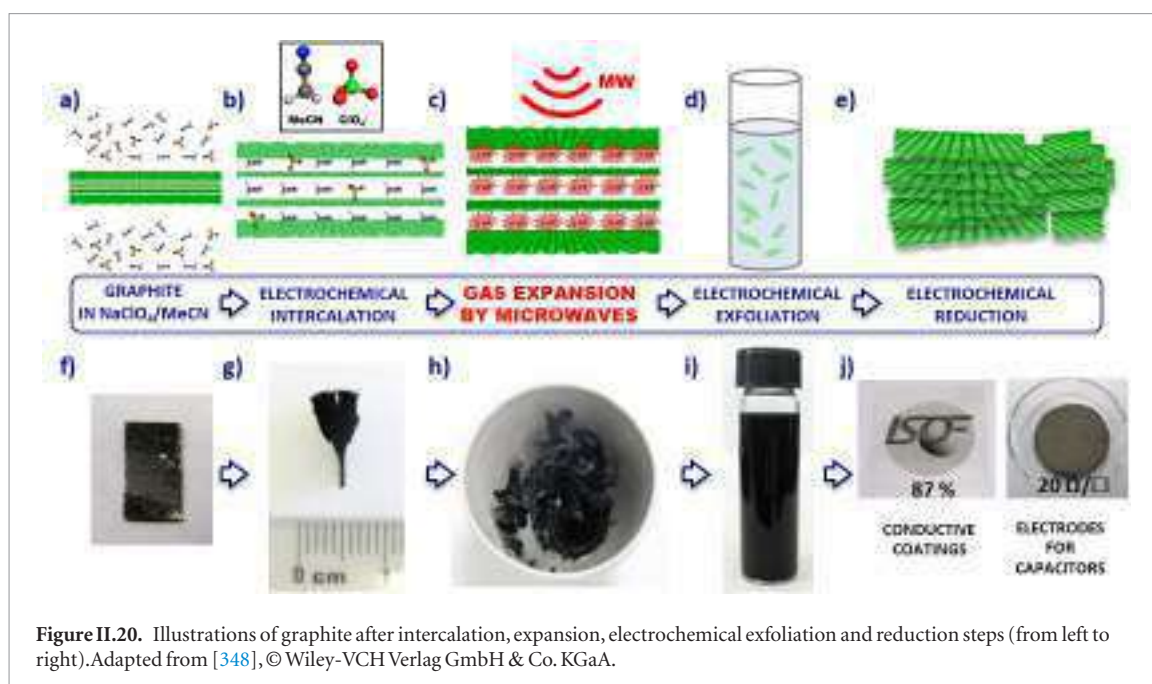 a)
b)
c)
d)
e)
MeCN
ClO₄⁻
MW
GRAPHITE
IN NaClO₄/MeCN
ELECTROCHEMICAL
INTERCALATION
GAS EXPANSION
BY MICROWAVES
ELECTROCHEMICAL
EXFOLIATION
ELECTROCHEMICAL
REDUCTION
f)
g)
h)
i)
j)
0 cm
ISOF
87 %
20 Ω/□
CONDUCTIVE
COATINGS
ELECTRODES
FOR
CAPACITORS
Figure II.20. Illustrations of graphite after intercalation, expansion, electrochemical exfoliation and reduction steps (from left to
right).Adapted from [348], © Wiley-VCH Verlag GmbH & Co. KGaA.